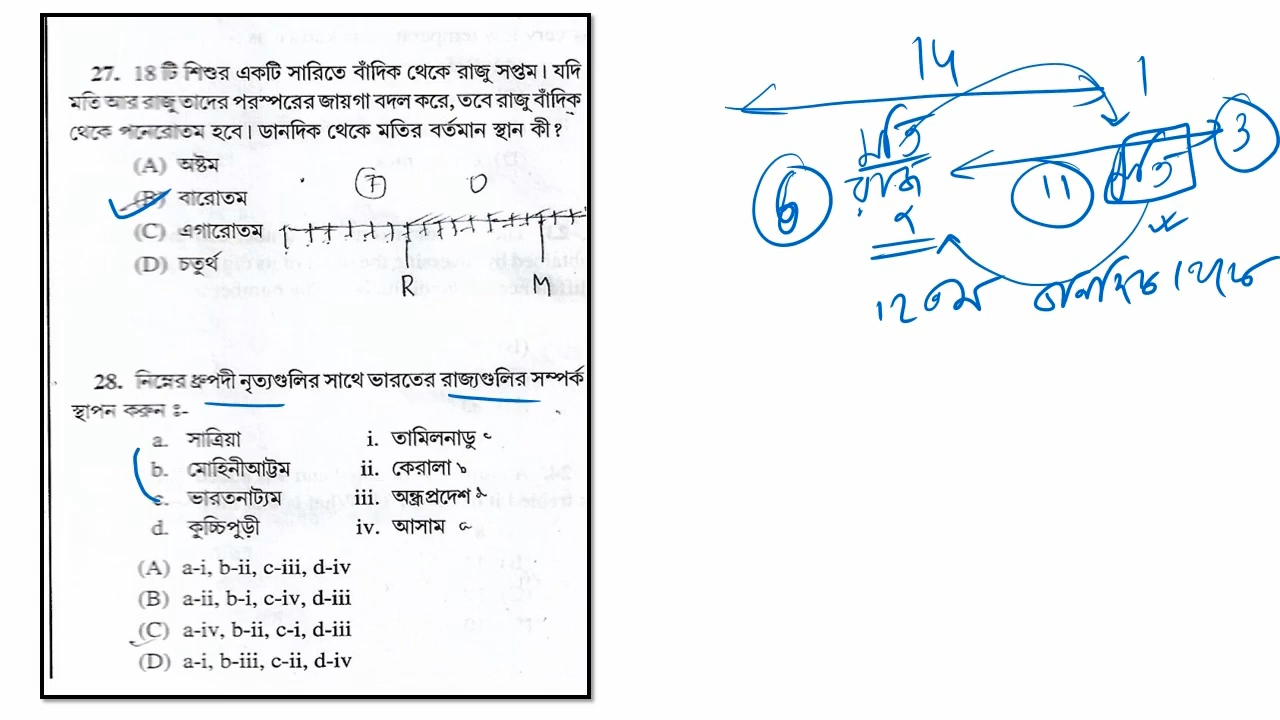 27. 18 টি শিশুর একটি সারিতে বাঁদিক থেকে রাজু সপ্তম। যদি
মতি আর রাজু তাদের পরস্পরের জায়গা বদল করে, তবে রাজু বাঁদিক
থেকে পনেরোতম হবে। ডানদিক থেকে মতির বর্তমান স্থান কী?
(A) অষ্টম
(B) বারোতম
(C) এগারোতম
(D) চতুর্থ
7
R
M
28. নিম্নের ধ্রুপদী নৃত্যগুলির সাথে ভারতের রাজ্যগুলির সম্পর্ক
স্থাপন করুন ঃ-
a. সাত্রিয়া i. তামিলনাড়ু c
b. মোহিনীআট্টম ii. কেরালা b
c. ভারতনাট্যম iii. অন্ধ্রপ্রদেশ d
d. কুচ্চিপুড়ী iv. আসাম a
(A) a-i, b-ii, c-iii, d-iv
(B) a-ii, b-i, c-iv, d-iii
(C) a-iv, b-ii, c-i, d-iii
(D) a-i, b-iii, c-ii, d-iv
14
1
মতি
3
6
রাজু
11
মতি
১২তম ডানদিক থেকে